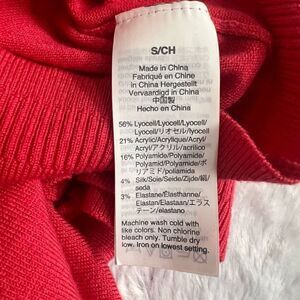 S/CH
Made in China
Fabriqué en Chine
in China Hergestellt
Vervaardigd in China
中国製
Hecho en China
56% Lyocell/Lyocell/Lyocell/
Lyocell/リオセル/lyocell
21% Acrylic/Acrylique/Acryl/
Acryl/アクリル/acrílico
16% Polyamide/Polyamide/
Polyamid/Polyamide/ポ
リアミド/poliamida
4% Silk/Soie/Seide/Zijde/絹/
seda
3% Elastane/Élasthanne/
Elastan/Elastaan/エラス
テーン/elastano
Machine wash cold with
like colors. Non chlorine
bleach only. Tumble dry
low. Iron on lowest setting.